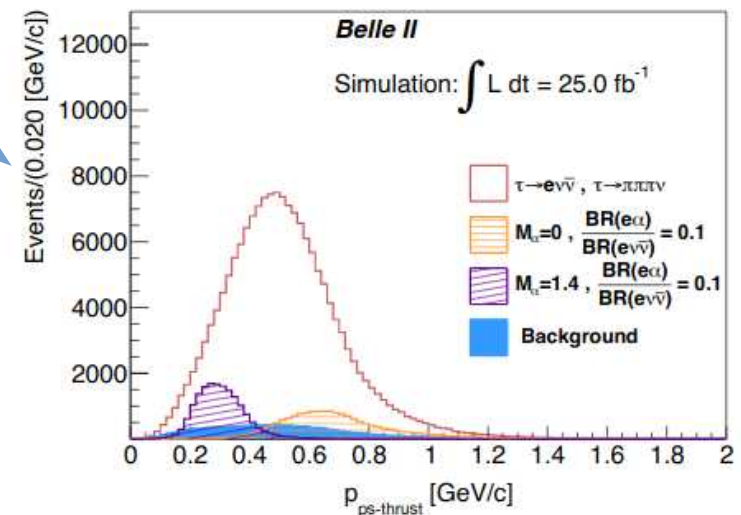 Belle II
Simulation: ∫ L dt = 25.0 fb⁻¹
Events/(0.020 [GeV/c])
12000
10000
8000
6000
4000
2000
τ→eνν̄ , τ→πππν
Mα=0 , BR(eα)/BR(eνν̄) = 0.1
Mα=1.4 , BR(eα)/BR(eνν̄) = 0.1
Background
0 0.2 0.4 0.6 0.8 1 1.2 1.4 1.6 1.8 2
p_ps-thrust [GeV/c]